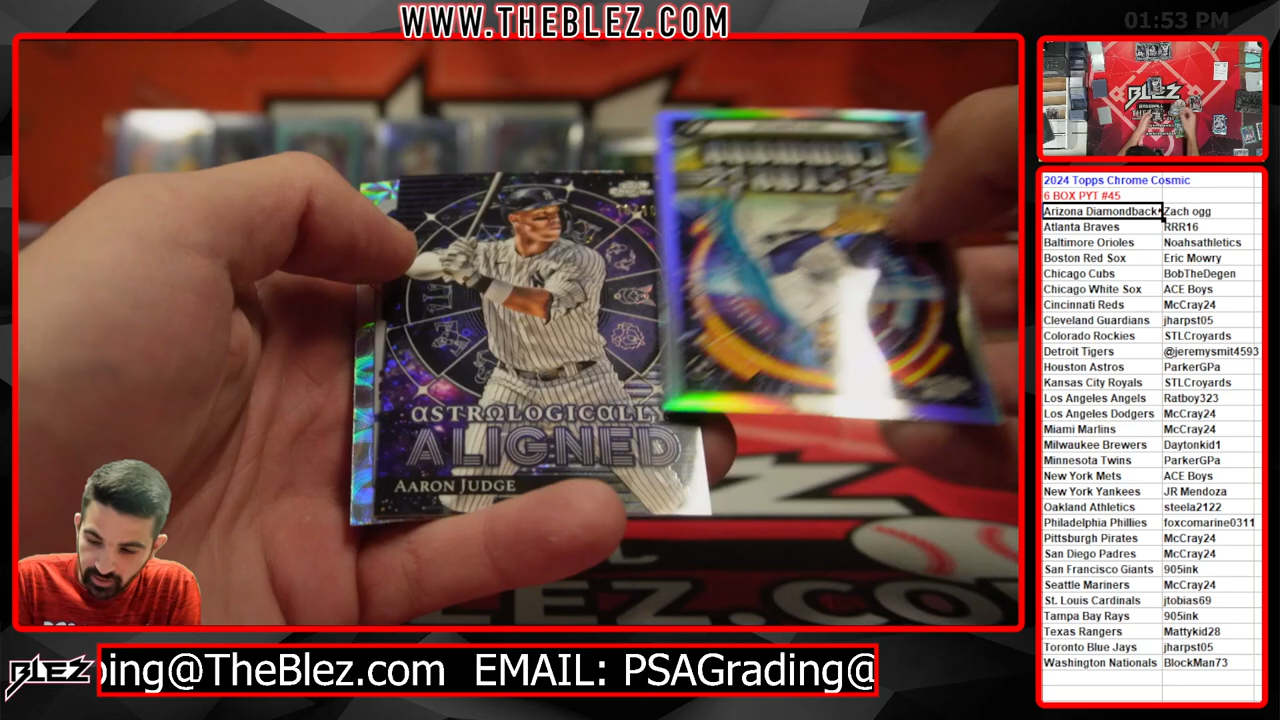 WWW.THEBLEZ.COM
01:53 PM
BLEZ
2024 Topps Chrome Cosmic
6 BOX PYT #45
Arizona Diamondback Zach ogg
Atlanta Braves RRR16
Baltimore Orioles Noahsathletics
Boston Red Sox Eric Mowry
Chicago Cubs BobTheDegen
Chicago White Sox ACE Boys
Cincinnati Reds McCray24
Cleveland Guardians jharpst05
Colorado Rockies STLCroyards
Detroit Tigers @jeremysmit4593
Houston Astros ParkerGPa
Kansas City Royals STLCroyards
Los Angeles Angels Ratboy323
Los Angeles Dodgers McCray24
Miami Marlins McCray24
Milwaukee Brewers Daytonkid1
Minnesota Twins ParkerGPa
New York Mets ACE Boys
New York Yankees JR Mendoza
Oakland Athletics steela2122
Philadelphia Phillies foxcomarine0311
Pittsburgh Pirates McCray24
San Diego Padres McCray24
San Francisco Giants 905ink
Seattle Mariners McCray24
St. Louis Cardinals jtobias69
Tampa Bay Rays 905ink
Texas Rangers Mattykid28
Toronto Blue Jays jharpst05
Washington Nationals BlockMan73
ASTROLOGICALLY
ALIGNED
AARON JUDGE
EZ.CO
BLEZ
ping@TheBlez.com EMAIL: PSAGrading@